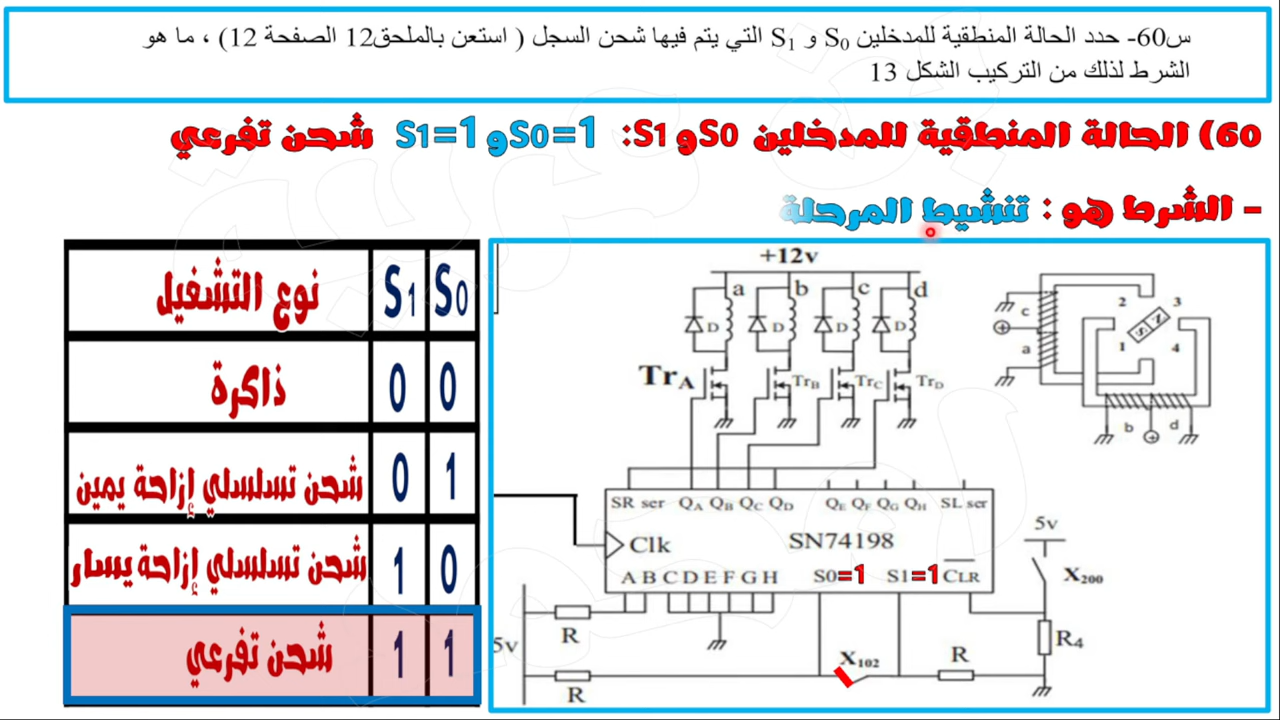 س60- حدد الحالة المنطقية للمدخلين S0 و S1 التي يتم فيها شحن السجل ( استعن بالملحق12 الصفحة 12) ، ما هو
الشرط لذلك من التركيب الشكل 13
60) الحالة المنطقية للمدخلين S0 و S1: S0=1 و S1=1 شحن تفرعي
- الشرط هو : تنشيط المرحلة
نوع التشغيل S1 S0
ذاكرة 0 0
شحن تسلسلي إزاحة يمين 0 1
شحن تسلسلي إزاحة يسار 1 0
شحن تفرعي 1 1
+12v
a b c d
D D D D
TrA TrB TrC TrD
SR ser QA QB QC QD QE QF QG QH SL ser
Clk SN74198
A B C D E F G H S0=1 S1=1 CLR
5v
X200
R4
5v R
R X102 R
2 3
c
S N
a 1 4
b d